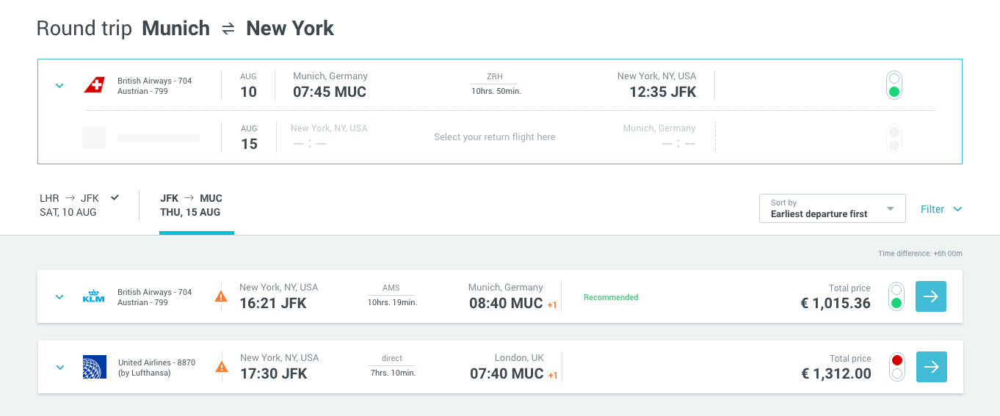 Round trip Munich ⇌ New York
British Airways - 704
Austrian - 799
AUG
10
Munich, Germany
07:45 MUC
ZRH
10hrs. 50min.
New York, NY, USA
12:35 JFK
AUG
15
New York, NY, USA
— : —
Select your return flight here
Munich, Germany
— : —
LHR → JFK ✓
SAT, 10 AUG
JFK → MUC
THU, 15 AUG
Sort by
Earliest departure first
Filter
Time difference: +6h 00m
KLM
British Airways - 704
Austrian - 799
New York, NY, USA
16:21 JFK
AMS
10hrs. 19min.
Munich, Germany
08:40 MUC +1
Recommended
Total price
€ 1,015.36
United Airlines - 8870
(by Lufthansa)
New York, NY, USA
17:30 JFK
direct
7hrs. 10min.
London, UK
07:40 MUC +1
Total price
€ 1,312.00